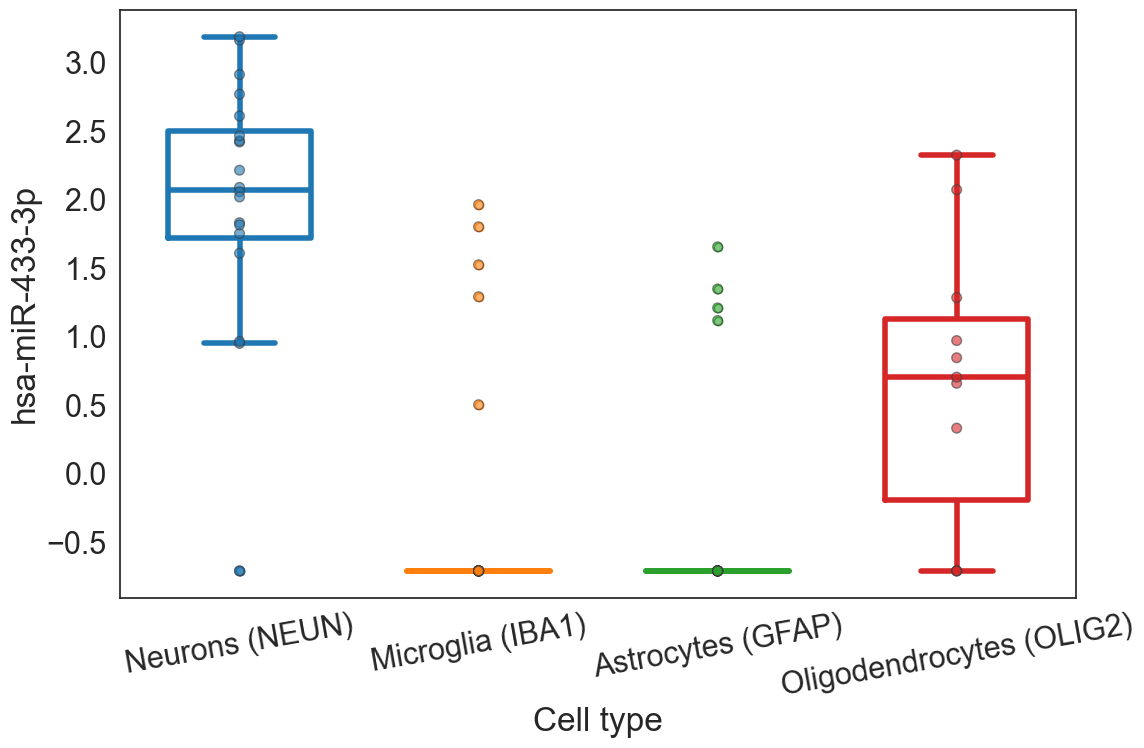 hsa-miR-433-3p
3.0
2.5
2.0
1.5
1.0
0.5
0.0
−0.5
Neurons (NEUN)
Microglia (IBA1)
Astrocytes (GFAP)
Oligodendrocytes (OLIG2)
Cell type